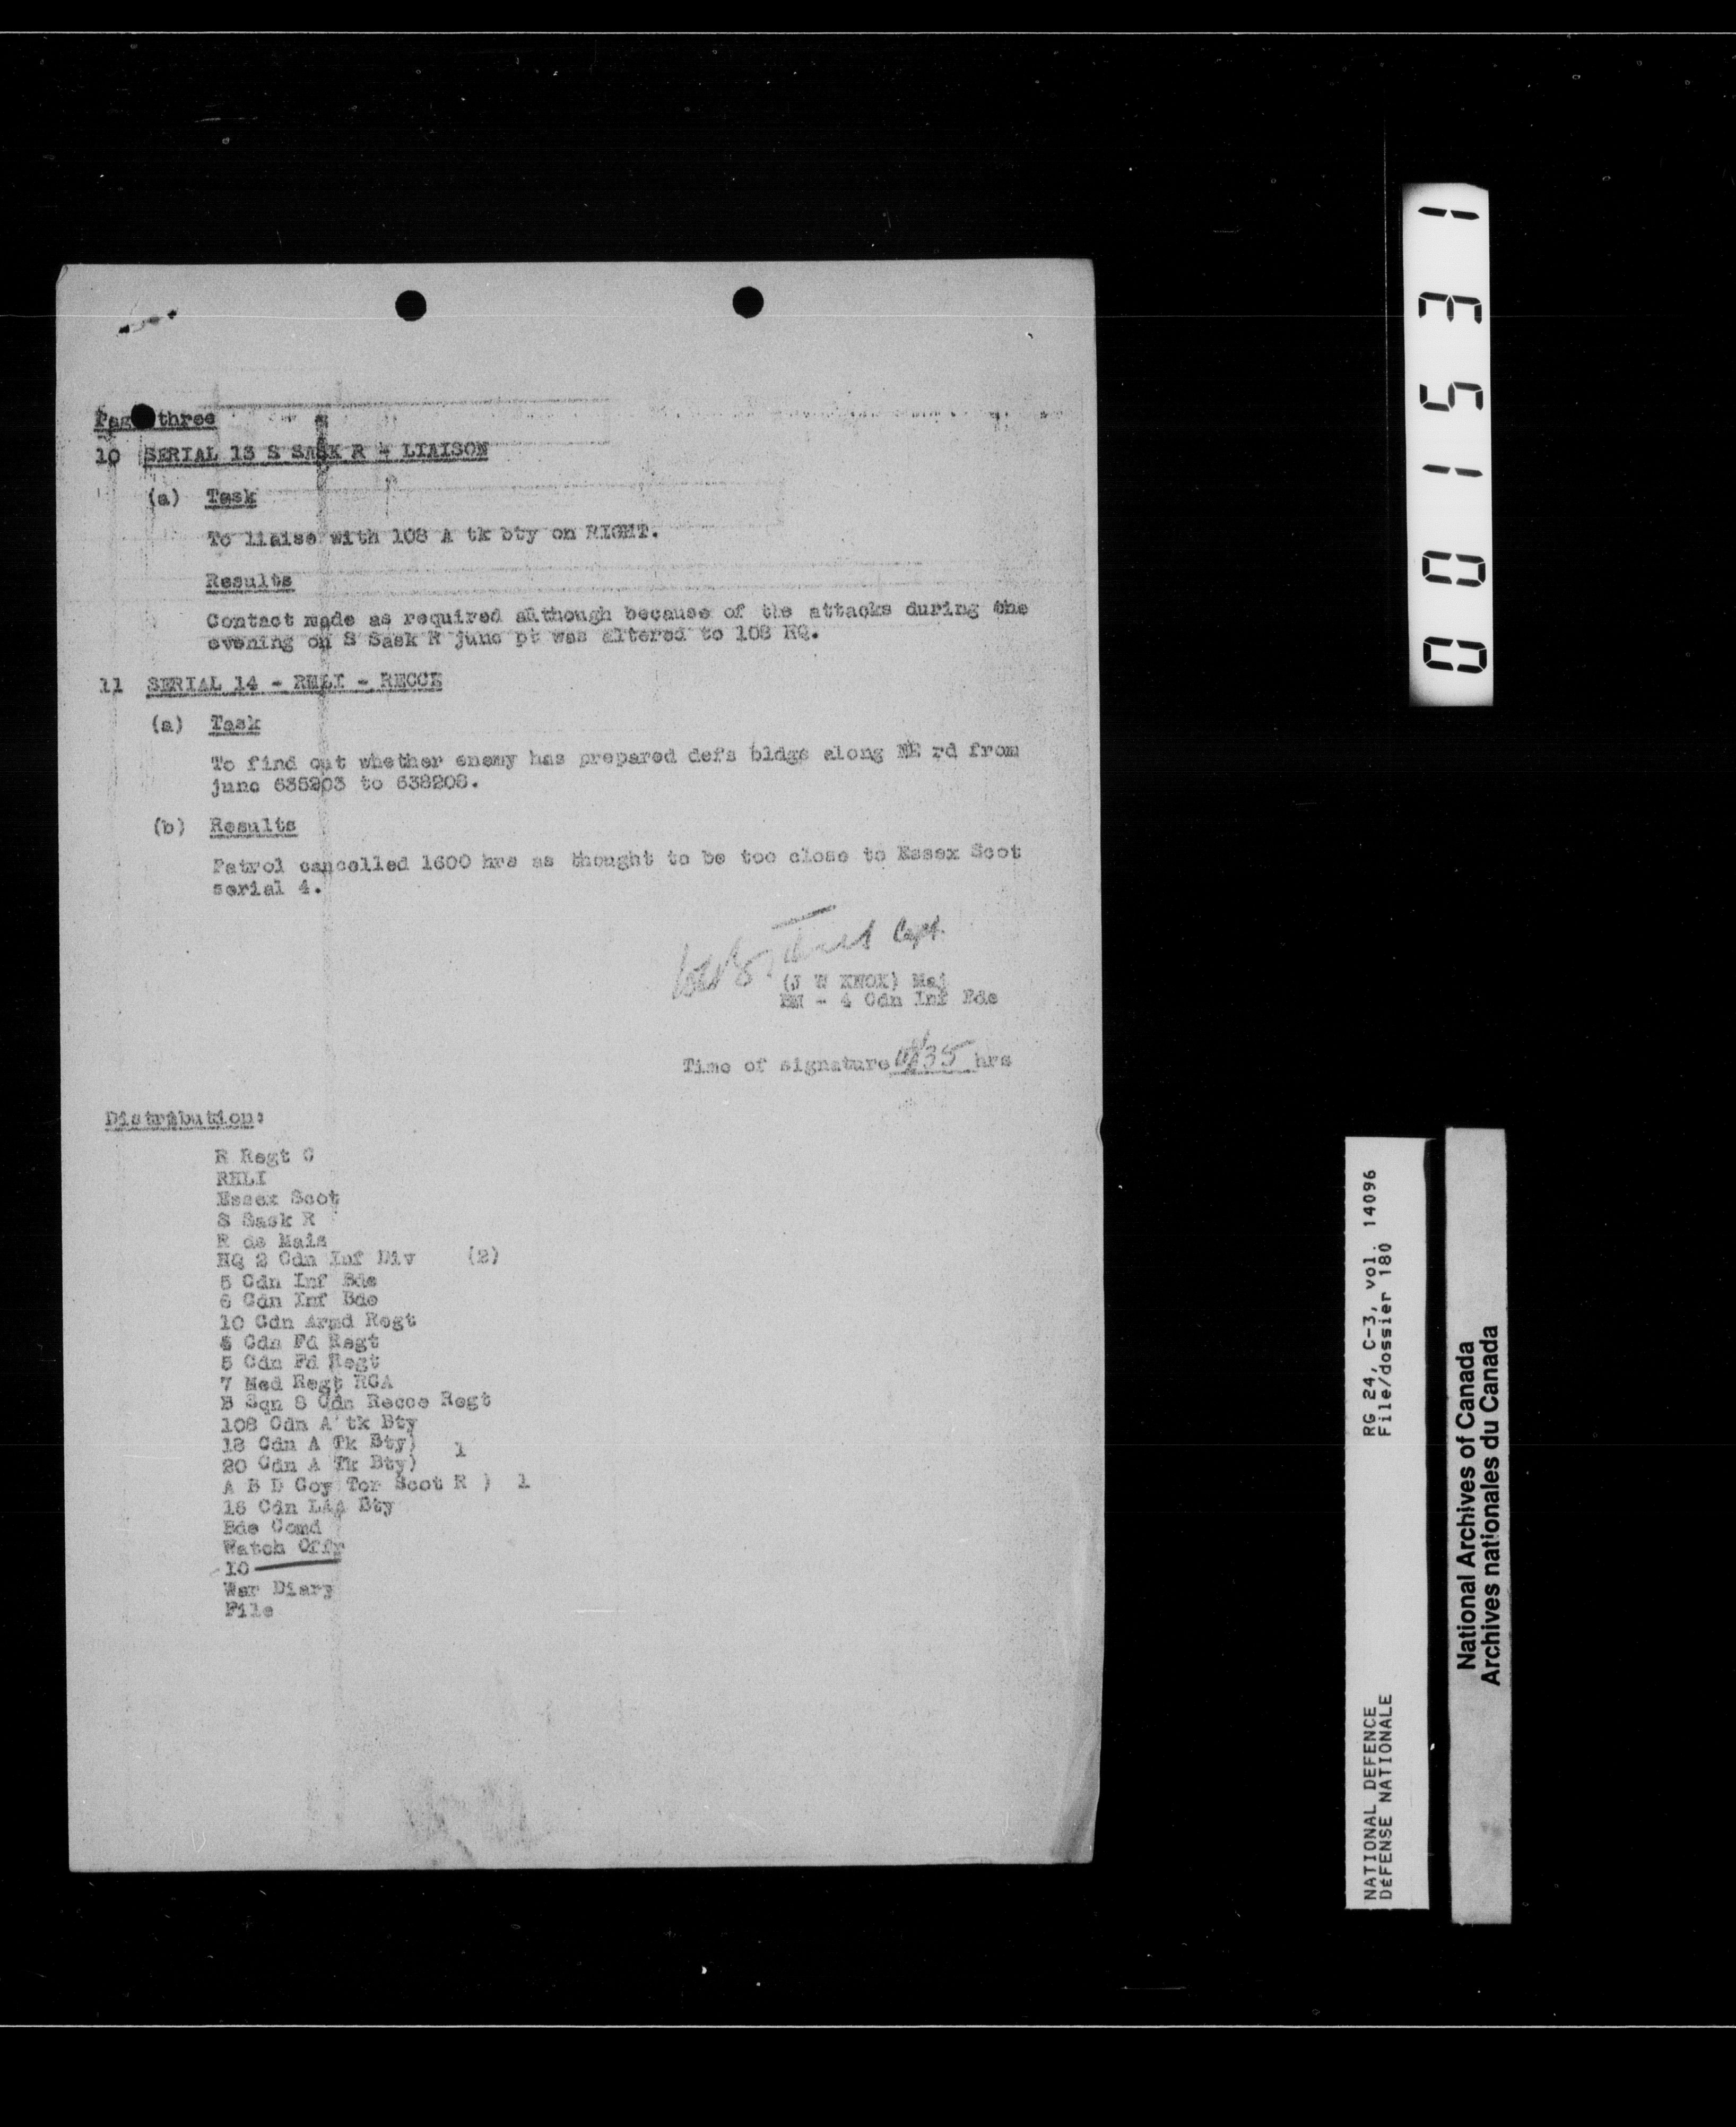 Page three
10 SERIAL 13 S SASK R - LIAISON
(a) Task
To liaise with 108 A tk bty on RIGHT.
Results
Contact made as required although because of the attacks during the
evening on S Sask R junc pt was altered to 108 HQ.
11 SERIAL 14 - RHLI - RECCE
(a) Task
To find out whether enemy has prepared defs bldgs along NE rd from
junc 635203 to 638208.
(b) Results
Patrol cancelled 1600 hrs as thought to be too close to Essex Scot
serial 4.
Capt.
(J W KNOX) Maj
BM - 4 Cdn Inf Bde
Time of signature hrs
Distribution:
R Regt C
RHLI
Essex Scot
S Sask R
R de Mais
HQ 2 Cdn Inf Div (2)
5 Cdn Inf Bde
6 Cdn Inf Bde
10 Cdn Armd Regt
4 Cdn Fd Regt
5 Cdn Fd Regt
7 Med Regt RCA
B Sqn 8 Cdn Recce Regt
108 Cdn A tk Bty
18 Cdn A Tk Bty) 1
20 Cdn A Tk Bty)
A B D Coy Tor Scot R ) 1
16 Cdn LAA Bty
Bde Comd
Watch Offr
IO
War Diary
File
001531
RG 24, C-3, vol. 14096
File/dossier 180
NATIONAL DEFENCE
DÉFENSE NATIONALE
National Archives of Canada
Archives nationales du Canada